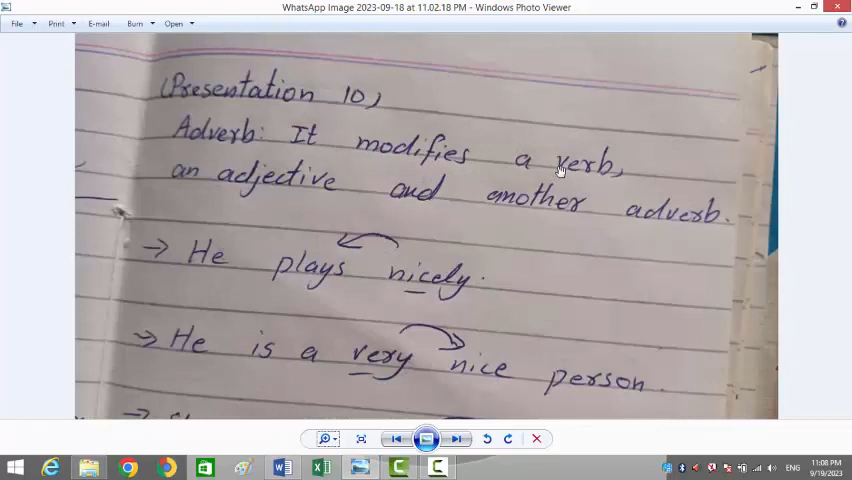 WhatsApp Image 2023-09-18 at 11.02.18 PM - Windows Photo Viewer
File Print E-mail Burn Open
(Presentation 10)
Adverb: It modifies a verb,
an adjective and another adverb.
→ He plays nicely.
→ He is a very nice person.
ENG
11:08 PM
9/19/2023